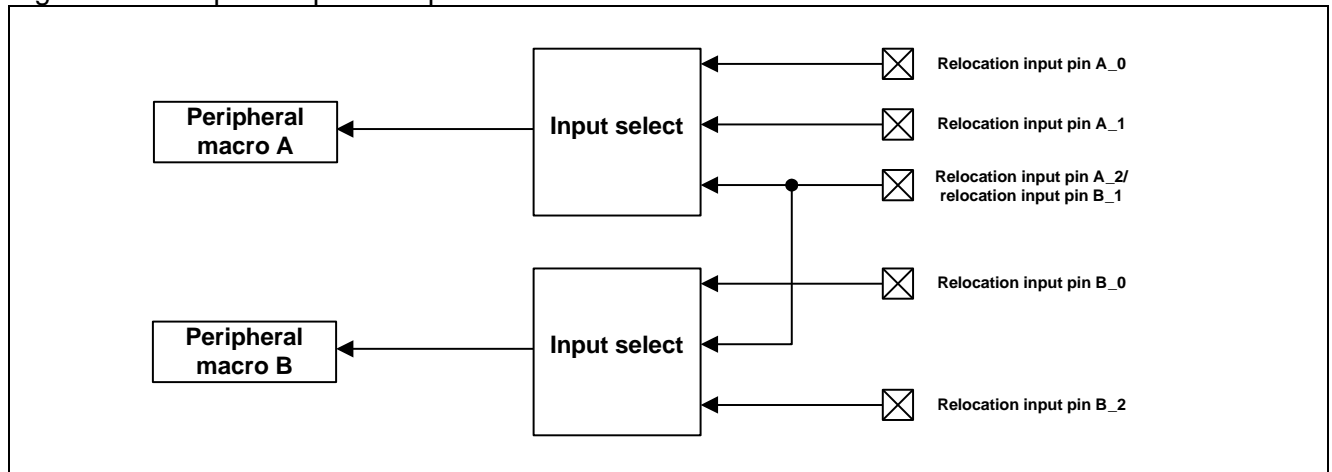 Relocation input pin A_0
Peripheral
macro A
Input select
Relocation input pin A_1
Relocation input pin A_2/
relocation input pin B_1
Relocation input pin B_0
Peripheral
macro B
Input select
Relocation input pin B_2